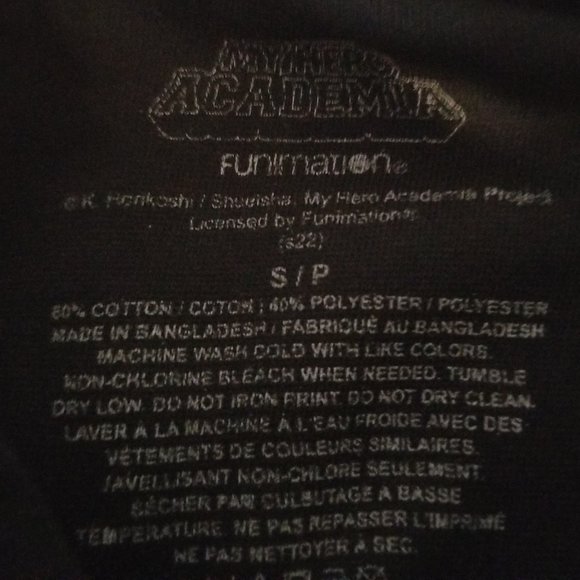 MY HERO
ACADEMIA
FUNIMATION®
© K. Horikoshi / Shueisha, My Hero Academia Project
Licensed by Funimation®.
(s22)
S / P
60% COTTON / COTON ; 40% POLYESTER / POLYESTER
MADE IN BANGLADESH / FABRIQUÉ AU BANGLADESH
MACHINE WASH COLD WITH LIKE COLORS.
NON-CHLORINE BLEACH WHEN NEEDED. TUMBLE
DRY LOW. DO NOT IRON PRINT. DO NOT DRY CLEAN.
LAVER À LA MACHINE À L'EAU FROIDE AVEC DES
VÊTEMENTS DE COULEURS SIMILAIRES.
JAVELLISANT NON-CHLORE SEULEMENT.
SÉCHER PAR CULBUTAGE À BASSE
TEMPÉRATURE. NE PAS REPASSER L'IMPRIMÉ
NE PAS NETTOYER À SEC.